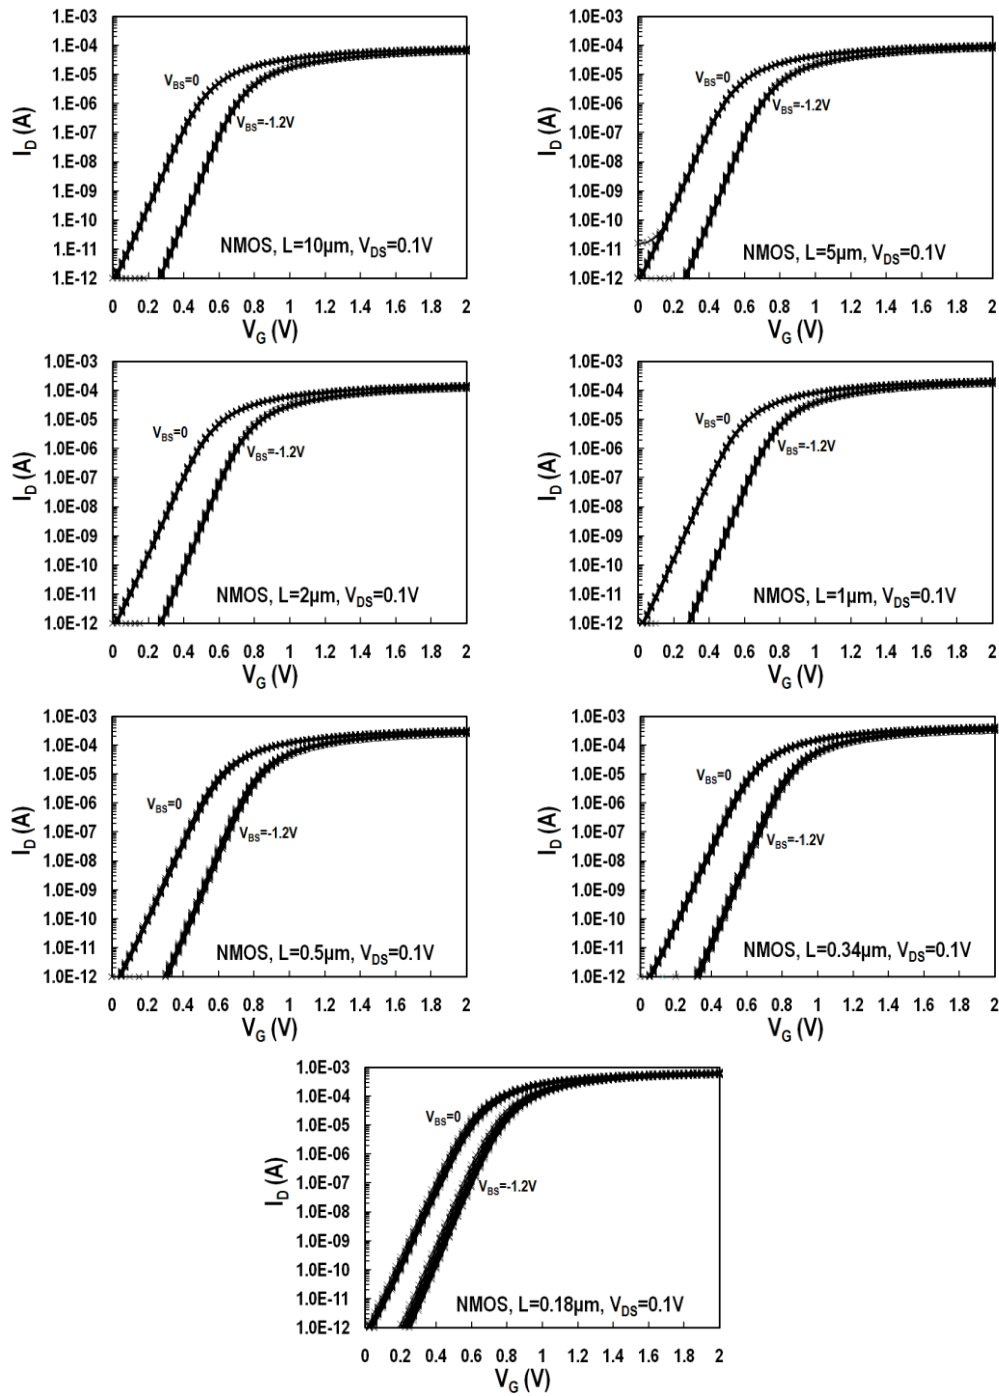 1.E-03
1.E-04
1.E-05
1.E-06
1.E-07
1.E-08
1.E-09
1.E-10
1.E-11
1.E-12
I_D (A)
V_BS=0
V_BS=-1.2V
NMOS, L=10µm, V_DS=0.1V
0 0.2 0.4 0.6 0.8 1 1.2 1.4 1.6 1.8 2
V_G (V)
1.E-03
1.E-04
1.E-05
1.E-06
1.E-07
1.E-08
1.E-09
1.E-10
1.E-11
1.E-12
I_D (A)
V_BS=0
V_BS=-1.2V
NMOS, L=5µm, V_DS=0.1V
0 0.2 0.4 0.6 0.8 1 1.2 1.4 1.6 1.8 2
V_G (V)
1.0E-03
1.0E-04
1.0E-05
1.0E-06
1.0E-07
1.0E-08
1.0E-09
1.0E-10
1.0E-11
1.0E-12
I_D (A)
V_BS=0
V_BS=-1.2V
NMOS, L=2µm, V_DS=0.1V
0 0.2 0.4 0.6 0.8 1 1.2 1.4 1.6 1.8 2
V_G (V)
1.0E-03
1.0E-04
1.0E-05
1.0E-06
1.0E-07
1.0E-08
1.0E-09
1.0E-10
1.0E-11
1.0E-12
I_D (A)
V_BS=0
V_BS=-1.2V
NMOS, L=1µm, V_DS=0.1V
0 0.2 0.4 0.6 0.8 1 1.2 1.4 1.6 1.8 2
V_G (V)
1.0E-03
1.0E-04
1.0E-05
1.0E-06
1.0E-07
1.0E-08
1.0E-09
1.0E-10
1.0E-11
1.0E-12
I_D (A)
V_BS=0
V_BS=-1.2V
NMOS, L=0.5µm, V_DS=0.1V
0 0.2 0.4 0.6 0.8 1 1.2 1.4 1.6 1.8 2
V_G (V)
1.0E-03
1.0E-04
1.0E-05
1.0E-06
1.0E-07
1.0E-08
1.0E-09
1.0E-10
1.0E-11
1.0E-12
I_D (A)
V_BS=0
V_BS=-1.2V
NMOS, L=0.34µm, V_DS=0.1V
0 0.2 0.4 0.6 0.8 1 1.2 1.4 1.6 1.8 2
V_G (V)
1.0E-03
1.0E-04
1.0E-05
1.0E-06
1.0E-07
1.0E-08
1.0E-09
1.0E-10
1.0E-11
1.0E-12
I_D (A)
V_BS=0
V_BS=-1.2V
NMOS, L=0.18µm, V_DS=0.1V
0 0.2 0.4 0.6 0.8 1 1.2 1.4 1.6 1.8 2
V_G (V)